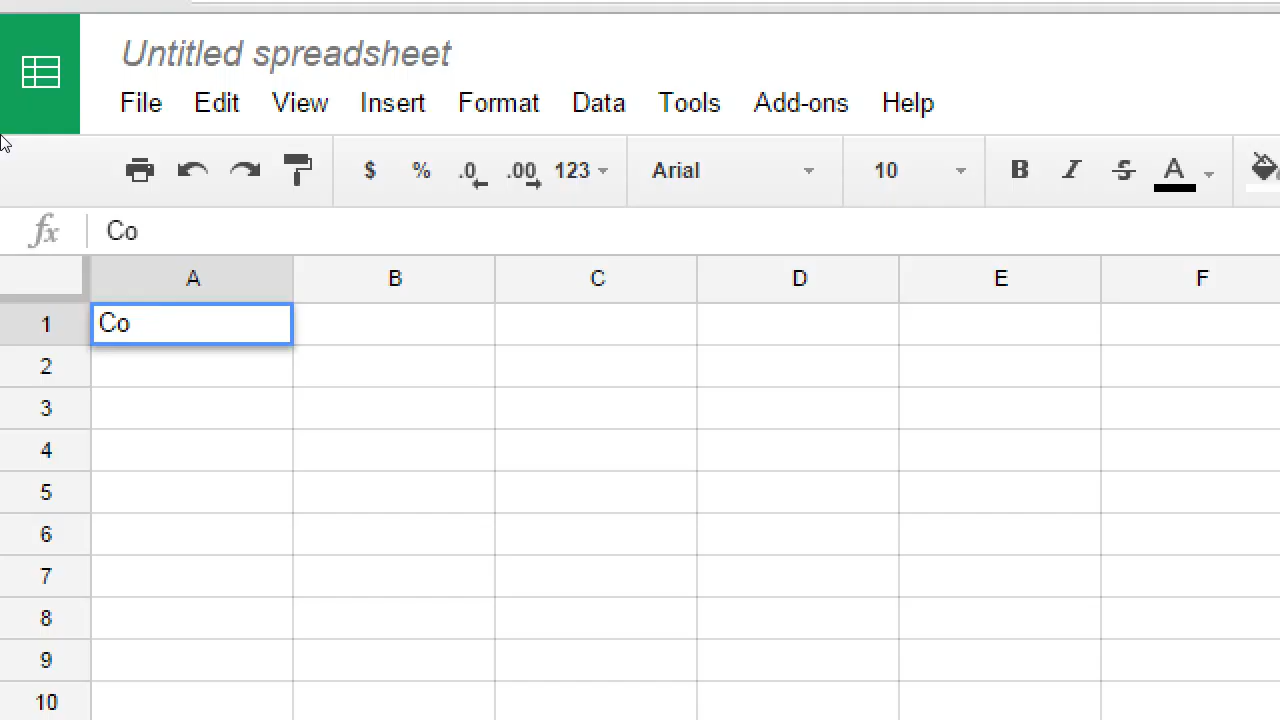 Untitled spreadsheet
File Edit View Insert Format Data Tools Add-ons Help
$ % .0 .00 123 Arial 10 B I S A
fx Co
A B C D E F
1 Co
2
3
4
5
6
7
8
9
10